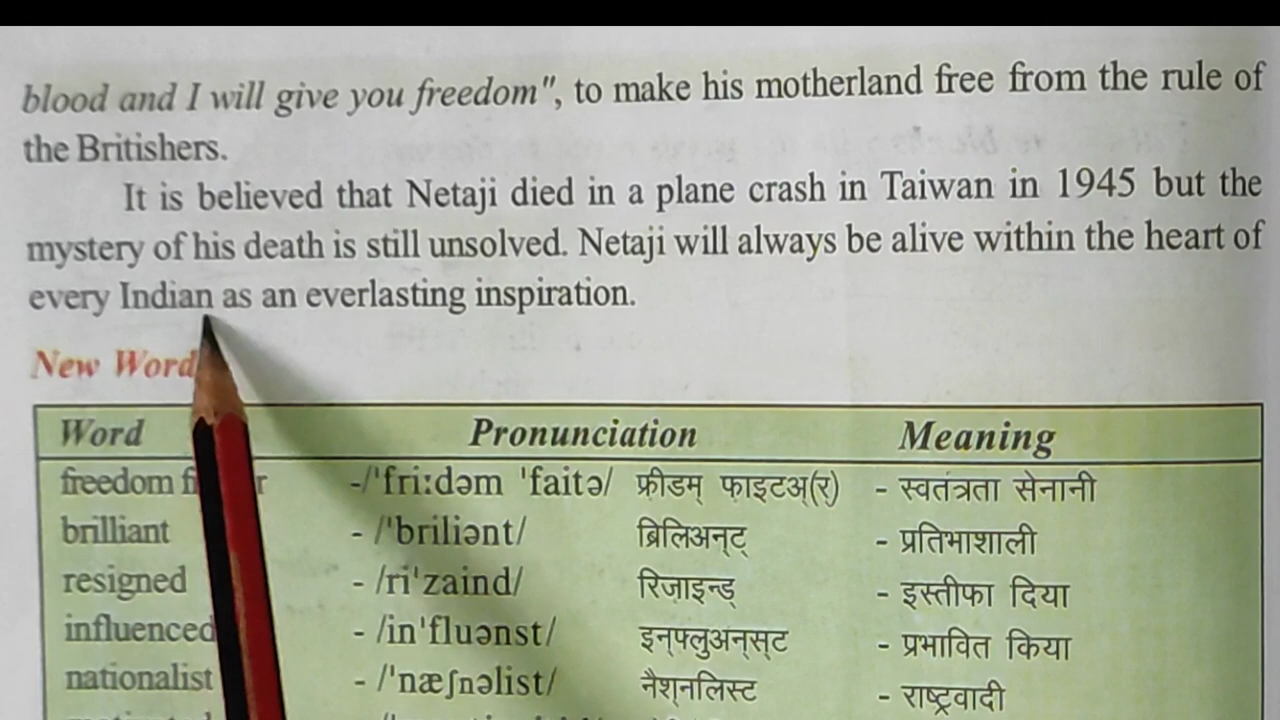 blood and I will give you freedom", to make his motherland free from the rule of
the Britishers.
It is believed that Netaji died in a plane crash in Taiwan in 1945 but the
mystery of his death is still unsolved. Netaji will always be alive within the heart of
every Indian as an everlasting inspiration.
New Word
Word Pronunciation Meaning
freedom -/'fri:dəm 'faitə/ फ्रीडम् फाइटअ्(र्) - स्वतंत्रता सेनानी
brilliant - /'briliənt/ ब्रिलिअन्ट् - प्रतिभाशाली
resigned - /ri'zaind/ रिज़ाइन्ड् - इस्तीफा दिया
influenced - /in'fluənst/ इन्फ्लुअन्स्ट - प्रभावित किया
nationalist - /'næʃnəlist/ नैश्नलिस्ट - राष्ट्रवादी